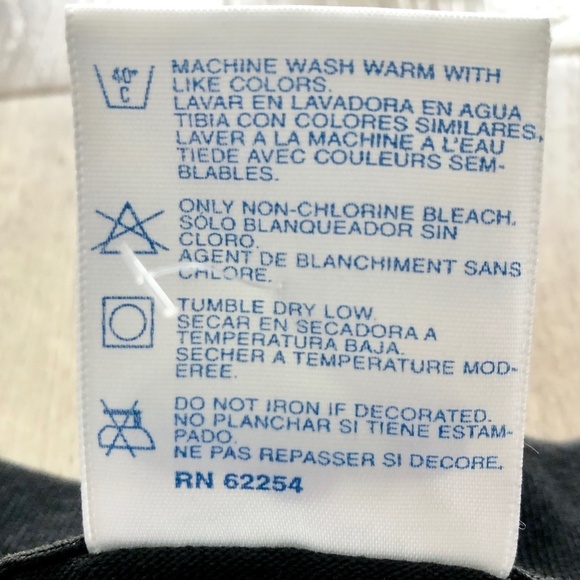 40°
C
MACHINE WASH WARM WITH
LIKE COLORS.
LAVAR EN LAVADORA EN AGUA
TIBIA CON COLORES SIMILARES.
LAVER A LA MACHINE A L'EAU
TIEDE AVEC COULEURS SEM-
BLABLES.
ONLY NON-CHLORINE BLEACH.
SÓLO BLANQUEADOR SIN
CLORO.
AGENT DE BLANCHIMENT SANS
CHLORE.
TUMBLE DRY LOW.
SECAR EN SECADORA A
TEMPERATURA BAJA.
SECHER A TEMPERATURE MOD-
EREE.
DO NOT IRON IF DECORATED.
NO PLANCHAR SI TIENE ESTAM-
PADO.
NE PAS REPASSER SI DECORE.
RN 62254